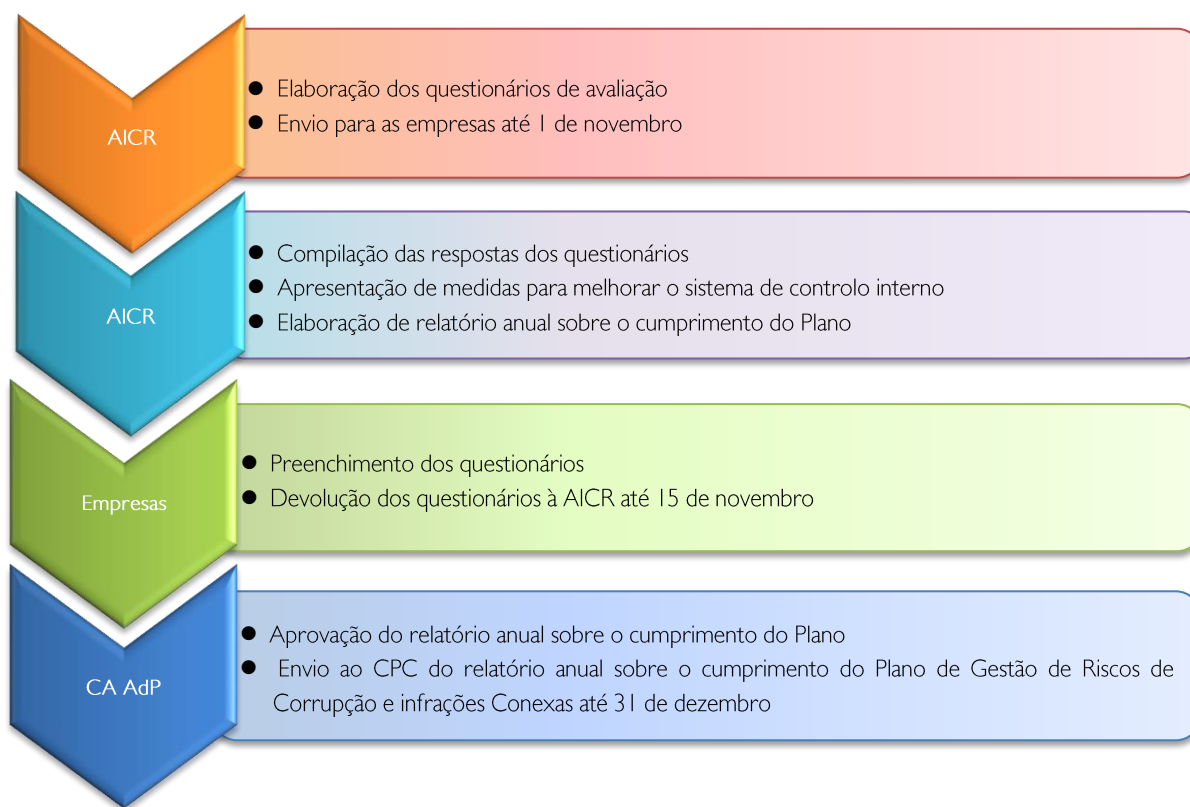 AICR
● Elaboração dos questionários de avaliação
● Envio para as empresas até 1 de novembro
AICR
● Compilação das respostas dos questionários
● Apresentação de medidas para melhorar o sistema de controlo interno
● Elaboração de relatório anual sobre o cumprimento do Plano
Empresas
● Preenchimento dos questionários
● Devolução dos questionários à AICR até 15 de novembro
CA AdP
● Aprovação do relatório anual sobre o cumprimento do Plano
● Envio ao CPC do relatório anual sobre o cumprimento do Plano de Gestão de Riscos de
Corrupção e infrações Conexas até 31 de dezembro